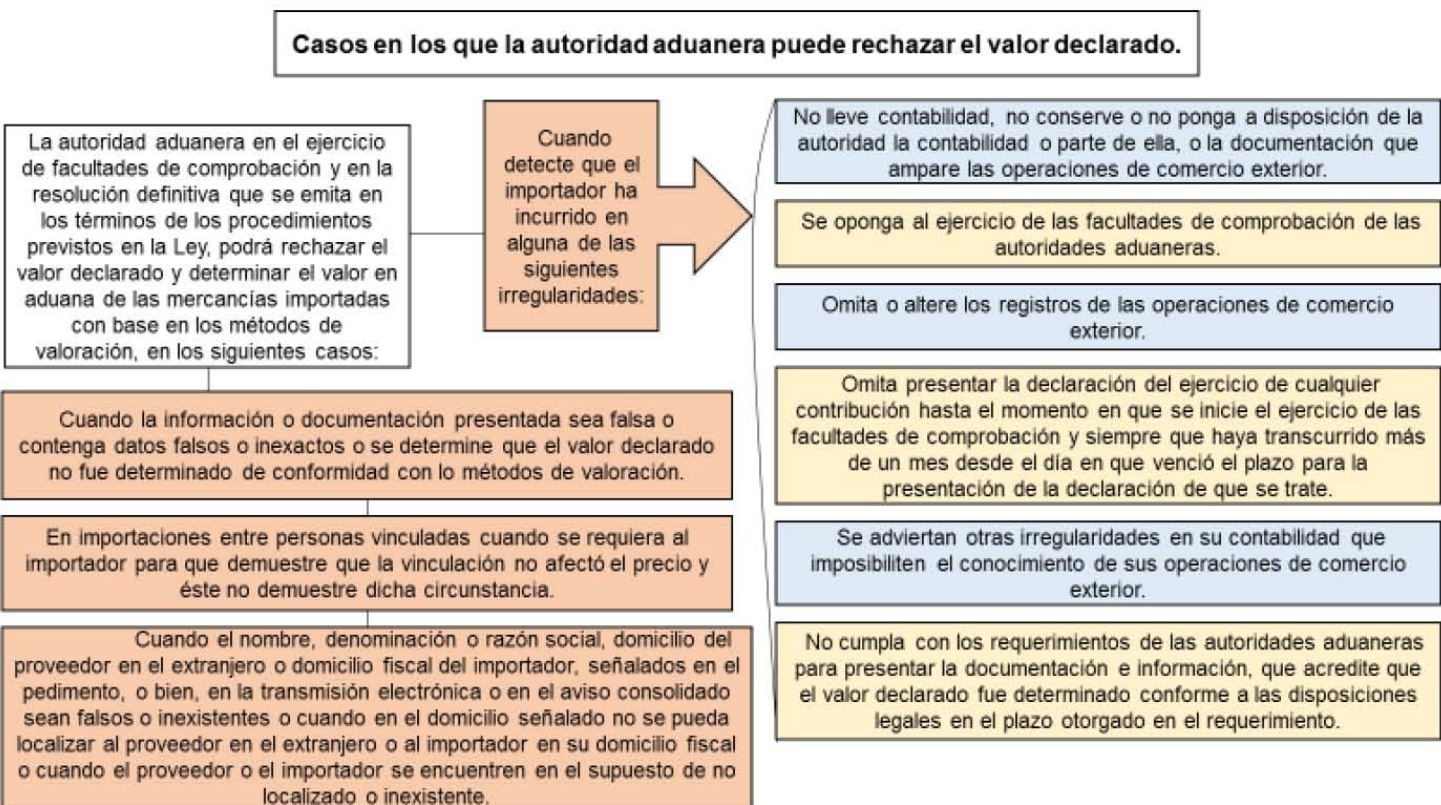 Casos en los que la autoridad aduanera puede rechazar el valor declarado.
La autoridad aduanera en el ejercicio
de facultades de comprobación y en la
resolución definitiva que se emita en
los términos de los procedimientos
previstos en la Ley, podrá rechazar el
valor declarado y determinar el valor en
aduana de las mercancías importadas
con base en los métodos de
valoración, en los siguientes casos:
Cuando
detecte que el
importador ha
incurrido en
alguna de las
siguientes
irregularidades:
No lleve contabilidad, no conserve o no ponga a disposición de la
autoridad la contabilidad o parte de ella, o la documentación que
ampare las operaciones de comercio exterior.
Se oponga al ejercicio de las facultades de comprobación de las
autoridades aduaneras.
Omita o altere los registros de las operaciones de comercio
exterior.
Omita presentar la declaración del ejercicio de cualquier
contribución hasta el momento en que se inicie el ejercicio de las
facultades de comprobación y siempre que haya transcurrido más
de un mes desde el día en que venció el plazo para la
presentación de la declaración de que se trate.
Se adviertan otras irregularidades en su contabilidad que
imposibiliten el conocimiento de sus operaciones de comercio
exterior.
No cumpla con los requerimientos de las autoridades aduaneras
para presentar la documentación e información, que acredite que
el valor declarado fue determinado conforme a las disposiciones
legales en el plazo otorgado en el requerimiento.
Cuando la información o documentación presentada sea falsa o
contenga datos falsos o inexactos o se determine que el valor declarado
no fue determinado de conformidad con lo métodos de valoración.
En importaciones entre personas vinculadas cuando se requiera al
importador para que demuestre que la vinculación no afectó el precio y
éste no demuestre dicha circunstancia.
Cuando el nombre, denominación o razón social, domicilio del
proveedor en el extranjero o domicilio fiscal del importador, señalados en el
pedimento, o bien, en la transmisión electrónica o en el aviso consolidado
sean falsos o inexistentes o cuando en el domicilio señalado no se pueda
localizar al proveedor en el extranjero o al importador en su domicilio fiscal
o cuando el proveedor o el importador se encuentren en el supuesto de no
localizado o inexistente.